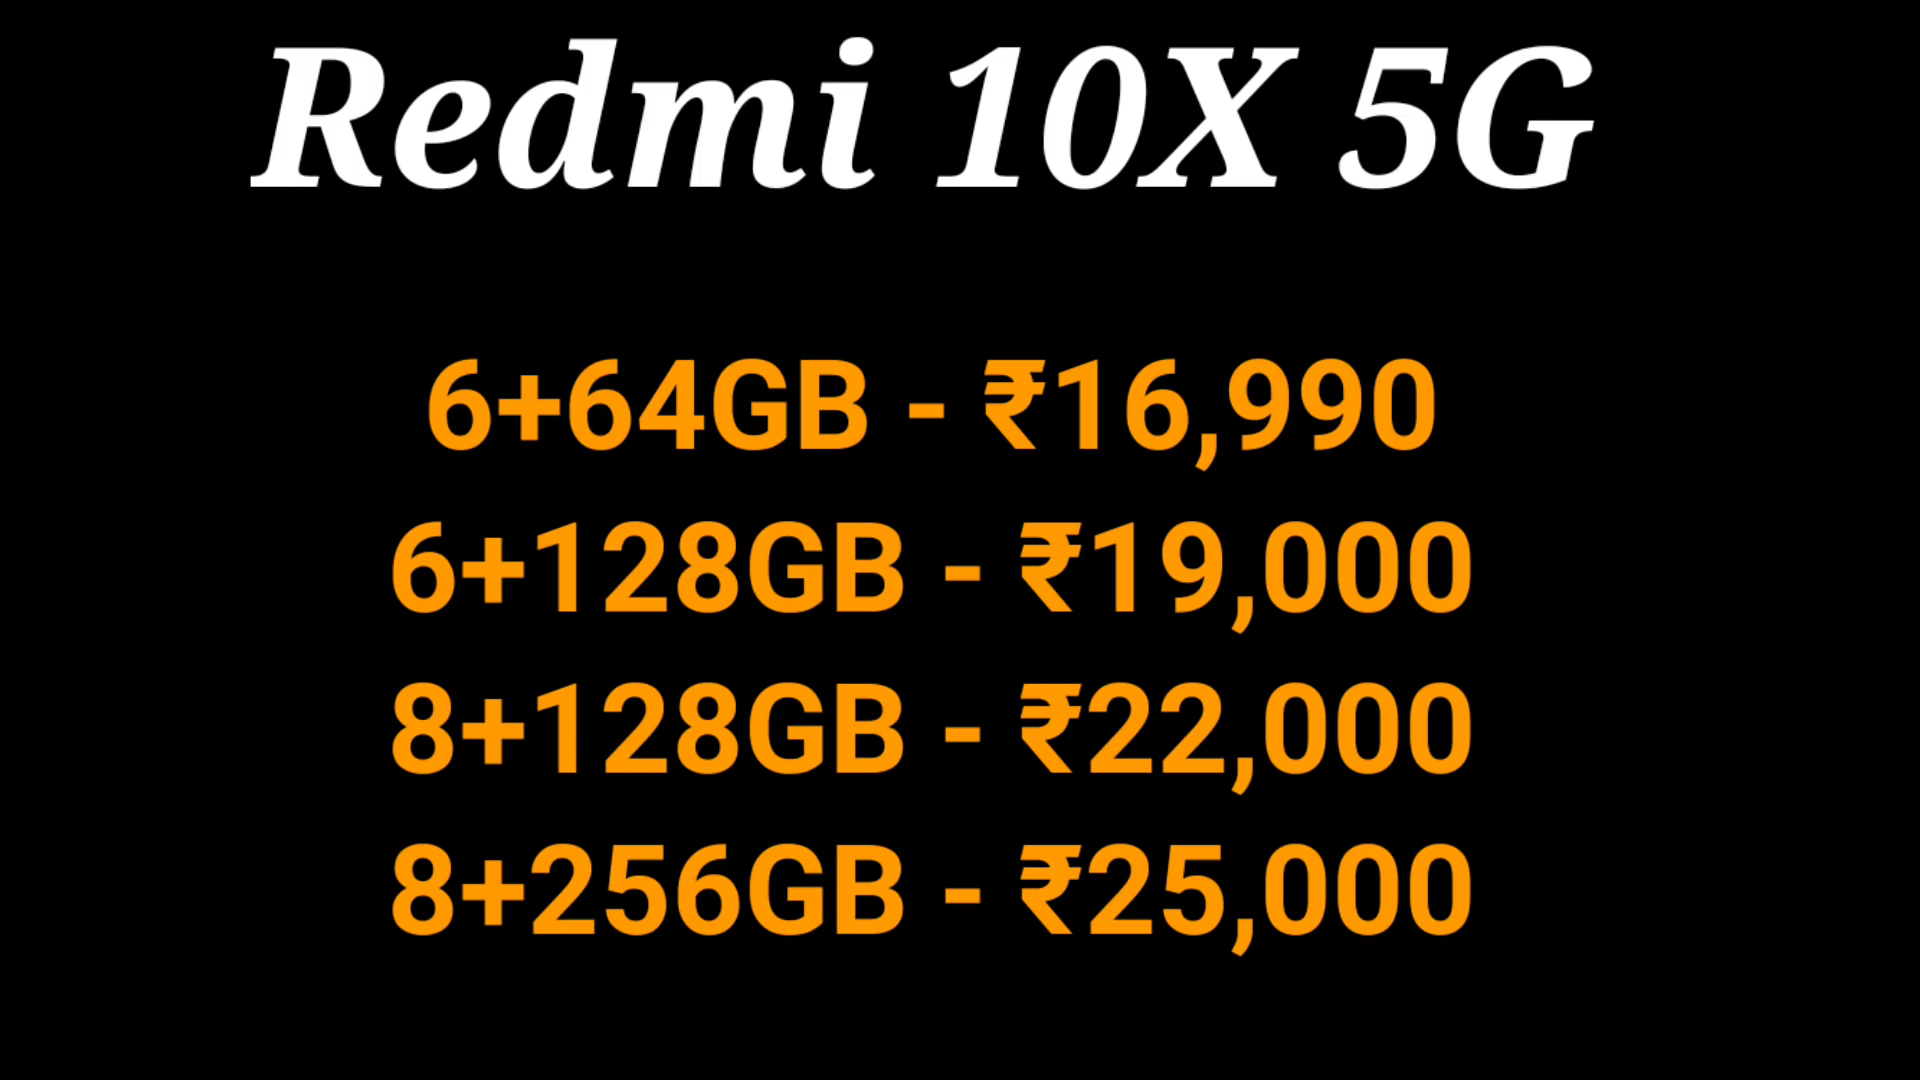 Redmi 10X 5G
6+64GB - ₹16,990
6+128GB - ₹19,000
8+128GB - ₹22,000
8+256GB - ₹25,000